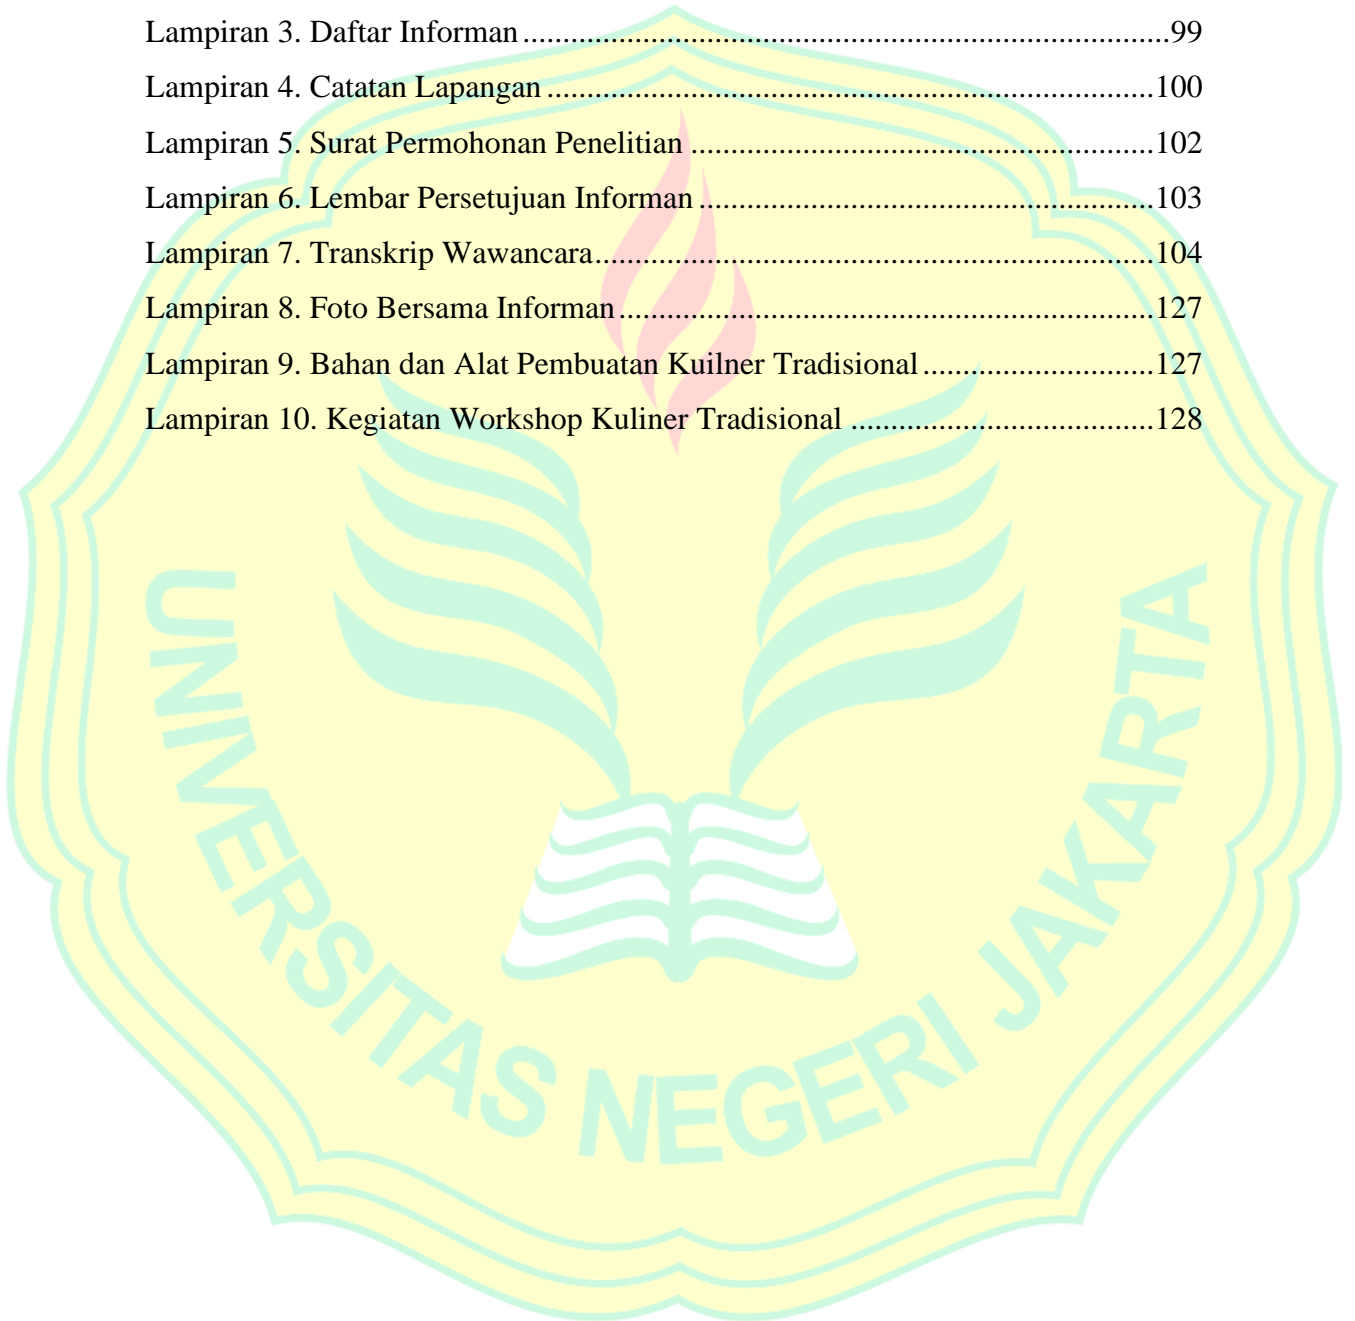 Lampiran 3. Daftar Informan ................................................................................99
Lampiran 4. Catatan Lapangan ...........................................................................100
Lampiran 5. Surat Permohonan Penelitian .........................................................102
Lampiran 6. Lembar Persetujuan Informan ........................................................103
Lampiran 7. Transkrip Wawancara.....................................................................104
Lampiran 8. Foto Bersama Informan ..................................................................127
Lampiran 9. Bahan dan Alat Pembuatan Kuilner Tradisional .............................127
Lampiran 10. Kegiatan Workshop Kuliner Tradisional ......................................128
UNIVERSITAS NEGERI JAKARTA